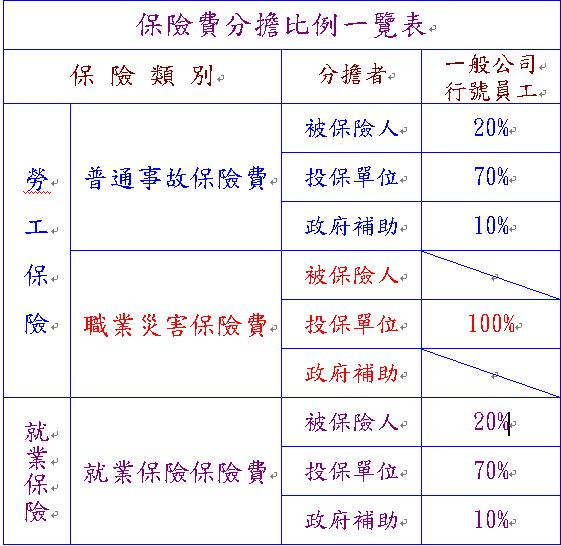 保險費分擔比例一覽表
保 險 類 別
分擔者
一般公司
行號員工
勞
工
保
險
普通事故保險費
被保險人
20%
投保單位
70%
政府補助
10%
職業災害保險費
被保險人
投保單位
100%
政府補助
就
業
保
險
就業保險保險費
被保險人
20%
投保單位
70%
政府補助
10%